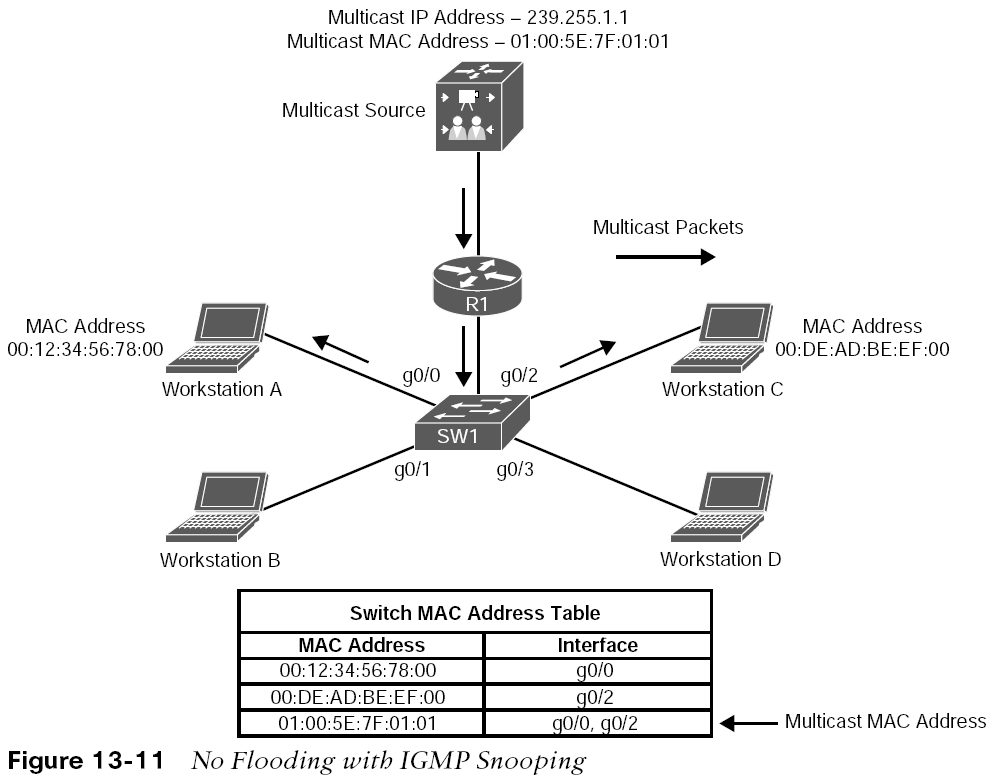 Multicast IP Address – 239.255.1.1
Multicast MAC Address – 01:00:5E:7F:01:01
Multicast Source
Multicast Packets
R1
MAC Address
00:12:34:56:78:00
Workstation A
MAC Address
00:DE:AD:BE:EF:00
Workstation C
g0/0
g0/2
SW1
g0/1
g0/3
Workstation B
Workstation D
Switch MAC Address Table
MAC Address Interface
00:12:34:56:78:00 g0/0
00:DE:AD:BE:EF:00 g0/2
01:00:5E:7F:01:01 g0/0, g0/2
Multicast MAC Address
Figure 13-11 No Flooding with IGMP Snooping